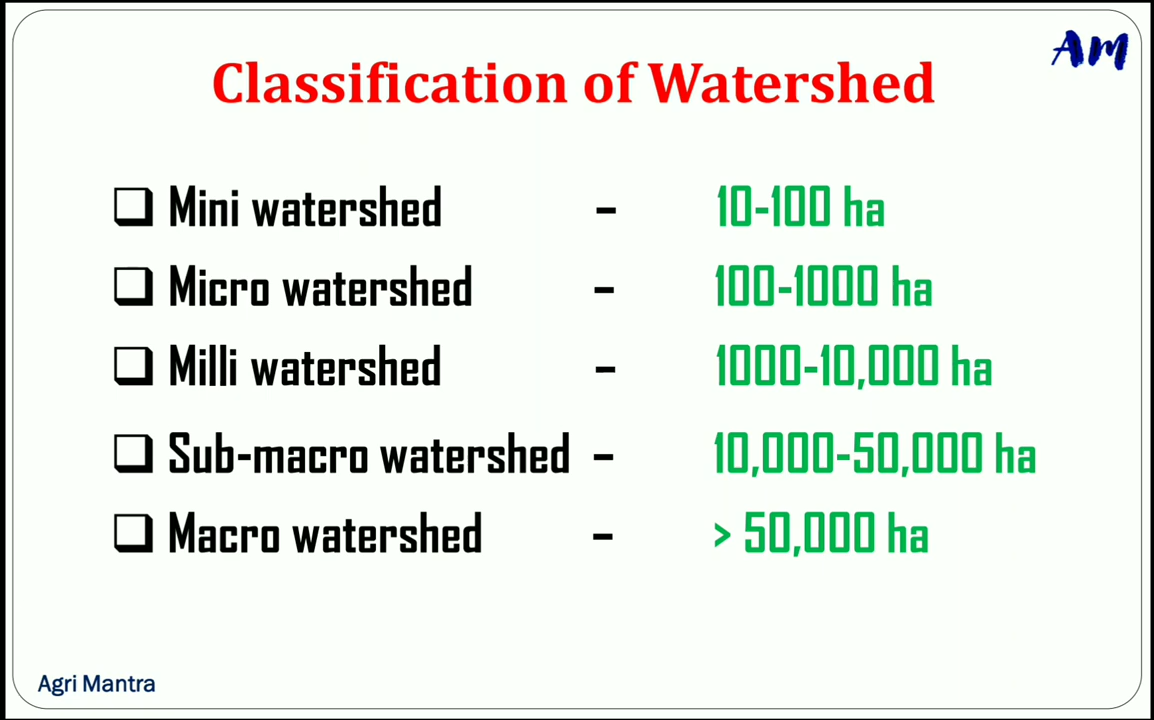 AM
Classification of Watershed
❑ Mini watershed - 10-100 ha
❑ Micro watershed - 100-1000 ha
❑ Milli watershed - 1000-10,000 ha
❑ Sub-macro watershed - 10,000-50,000 ha
❑ Macro watershed - > 50,000 ha
Agri Mantra